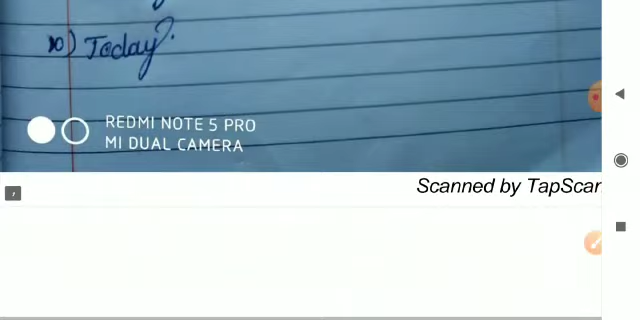 10) Today?
REDMI NOTE 5 PRO
MI DUAL CAMERA
Scanned by TapScan